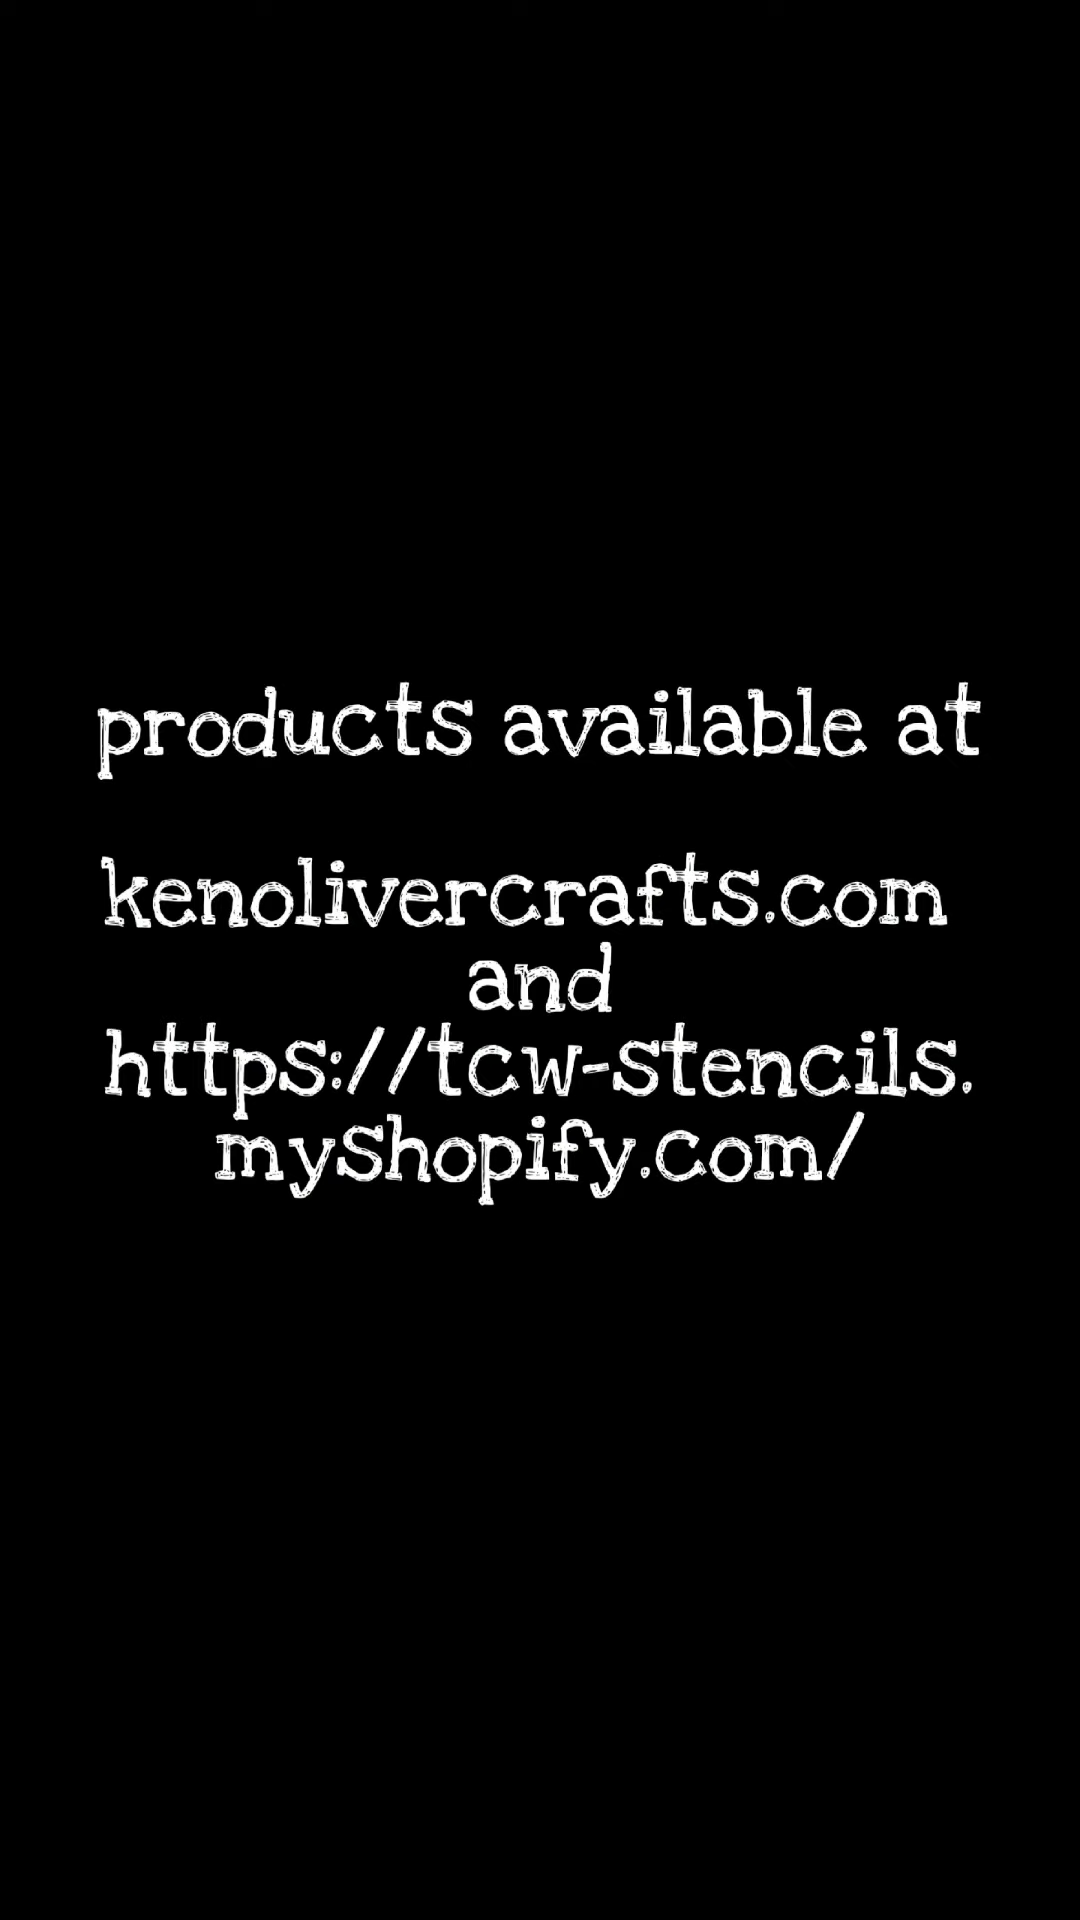 products available at
kenolivercrafts.com
and
https://tcw-stencils.
myshopify.com/